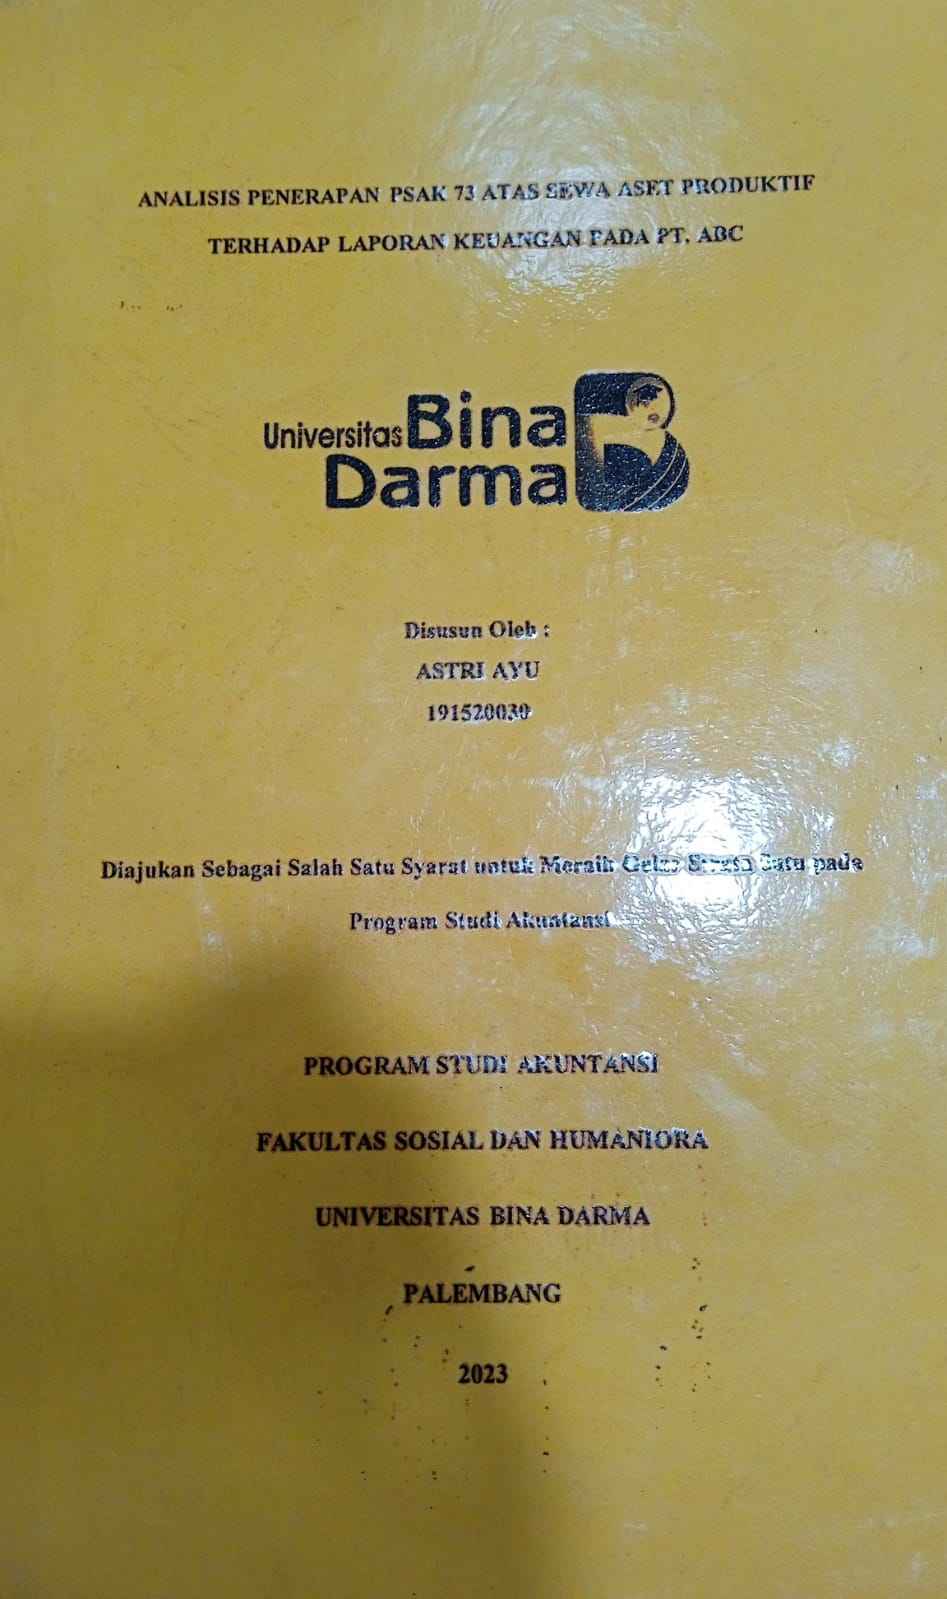 ANALISIS PENERAPAN PSAK 73 ATAS SEWA ASET PRODUKTIF
TERHADAP LAPORAN KEUANGAN PADA PT. ABC
Universitas Bina
Darma
Disusun Oleh :
ASTRI AYU
191520030
Diajukan Sebagai Salah Satu Syarat untuk Meraih Gelar Strata Satu pada
Program Studi Akuntansi
PROGRAM STUDI AKUNTANSI
FAKULTAS SOSIAL DAN HUMANIORA
UNIVERSITAS BINA DARMA
PALEMBANG
2023